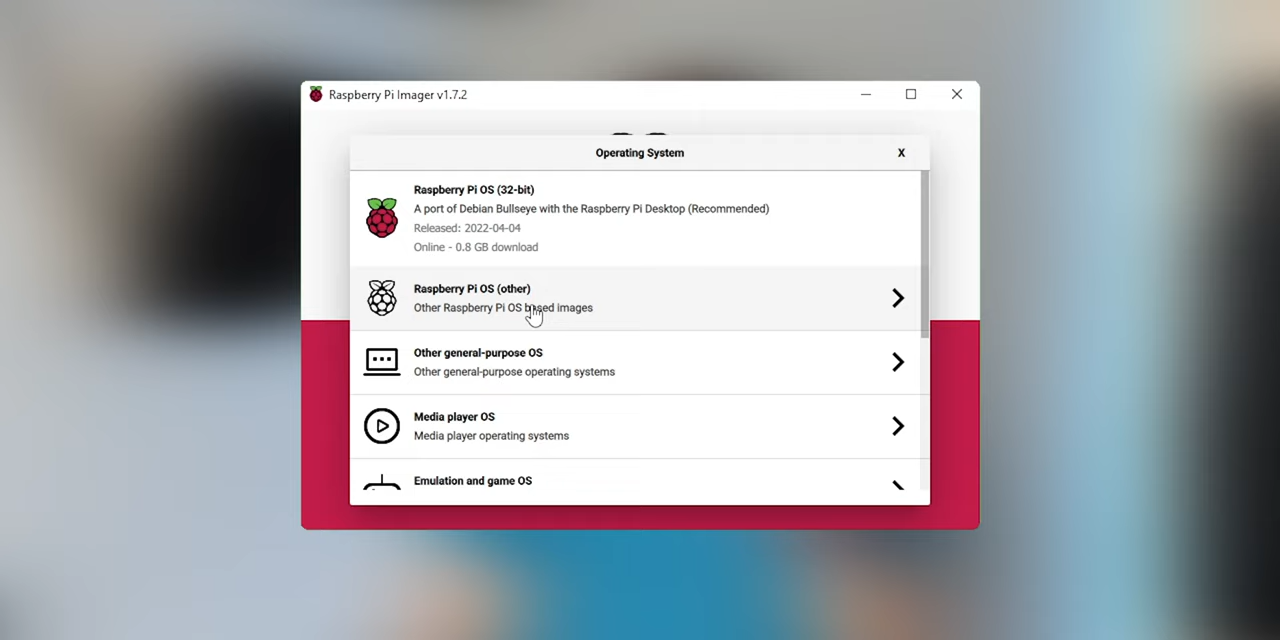 Raspberry Pi Imager v1.7.2
Operating System
X
Raspberry Pi OS (32-bit)
A port of Debian Bullseye with the Raspberry Pi Desktop (Recommended)
Released: 2022-04-04
Online - 0.8 GB download
Raspberry Pi OS (other)
Other Raspberry Pi OS based images
Other general-purpose OS
Other general-purpose operating systems
Media player OS
Media player operating systems
Emulation and game OS